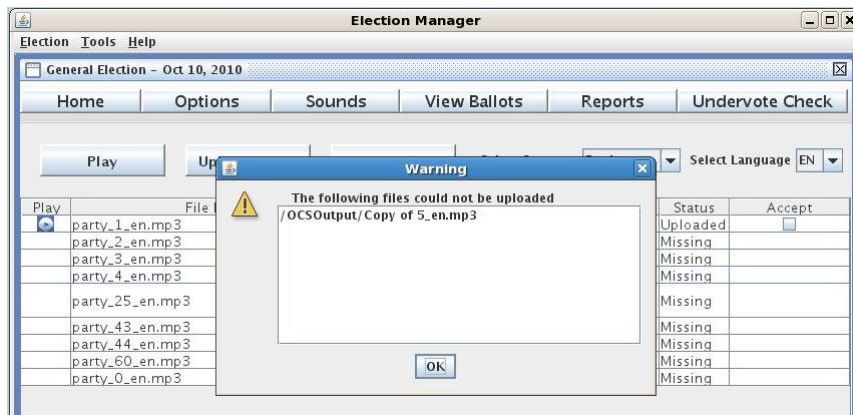 Election Manager
Election Tools Help
General Election - Oct 10, 2010
Home Options Sounds View Ballots Reports Undervote Check
Play Select Language EN
Warning
The following files could not be uploaded
/OCSOutput/Copy of 5_en.mp3
OK
Play File Status Accept
party_1_en.mp3 Uploaded
party_2_en.mp3 Missing
party_3_en.mp3 Missing
party_4_en.mp3 Missing
party_25_en.mp3 Missing
party_43_en.mp3 Missing
party_44_en.mp3 Missing
party_60_en.mp3 Missing
party_0_en.mp3 Missing